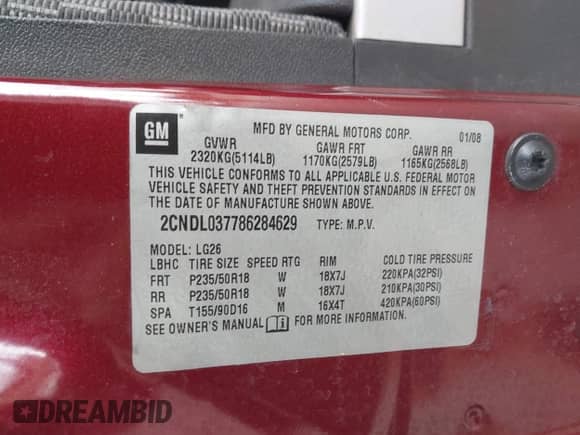 GM
MFD BY GENERAL MOTORS CORP. 01/08
GVWR GAWR FRT GAWR RR
2320KG(5114LB) 1170KG(2579LB) 1165KG(2568LB)
THIS VEHICLE CONFORMS TO ALL APPLICABLE U.S. FEDERAL MOTOR
VEHICLE SAFETY AND THEFT PREVENTION STANDARDS IN EFFECT ON
THE DATE OF MANUFACTURE SHOWN ABOVE.
2CNDL037786284629 TYPE: M.P.V.
MODEL: LG26
LBHC TIRE SIZE SPEED RTG RIM COLD TIRE PRESSURE
FRT P235/50R18 W 18X7J 220KPA(32PSI)
RR P235/50R18 W 18X7J 210KPA(30PSI)
SPA T155/90D16 M 16X4T 420KPA(60PSI)
SEE OWNER'S MANUAL FOR MORE INFORMATION.
DREAMBID